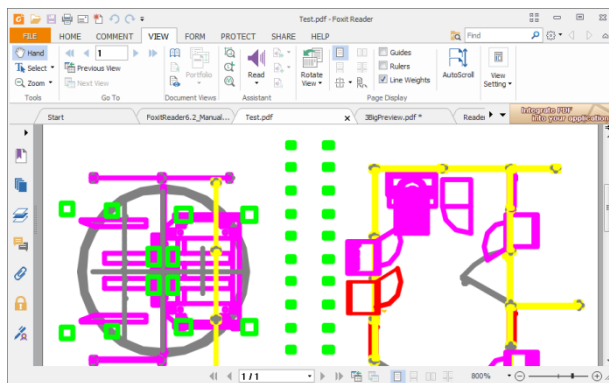 Test.pdf - Foxit Reader
FILE HOME COMMENT VIEW FORM PROTECT SHARE HELP Find
Hand
Select
Zoom
Tools
1
Previous View
Next View
Go To
Portfolio
Document Views
Read
Assistant
Rotate View
Guides
Rulers
Line Weights
Page Display
AutoScroll
View Setting
Start FoxitReader6.2_Manual... Test.pdf x 3BigPreview.pdf * Reader
Integrate PDF
into your application
1 / 1 800%